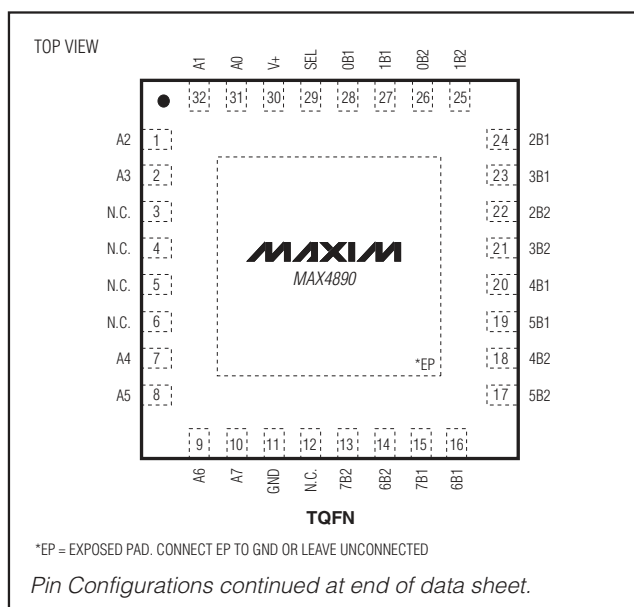 TOP VIEW
A1 A0 V+ SEL 0B1 1B1 0B2 1B2
32 31 30 29 28 27 26 25
A2 1
A3 2
N.C. 3
N.C. 4
N.C. 5
N.C. 6
A4 7
A5 8
24 2B1
23 3B1
22 2B2
21 3B2
20 4B1
19 5B1
18 4B2
17 5B2
MAXIM
MAX4890
*EP
9 10 11 12 13 14 15 16
A6 A7 GND N.C. 7B2 6B2 7B1 6B1
TQFN
*EP = EXPOSED PAD. CONNECT EP TO GND OR LEAVE UNCONNECTED
Pin Configurations continued at end of data sheet.